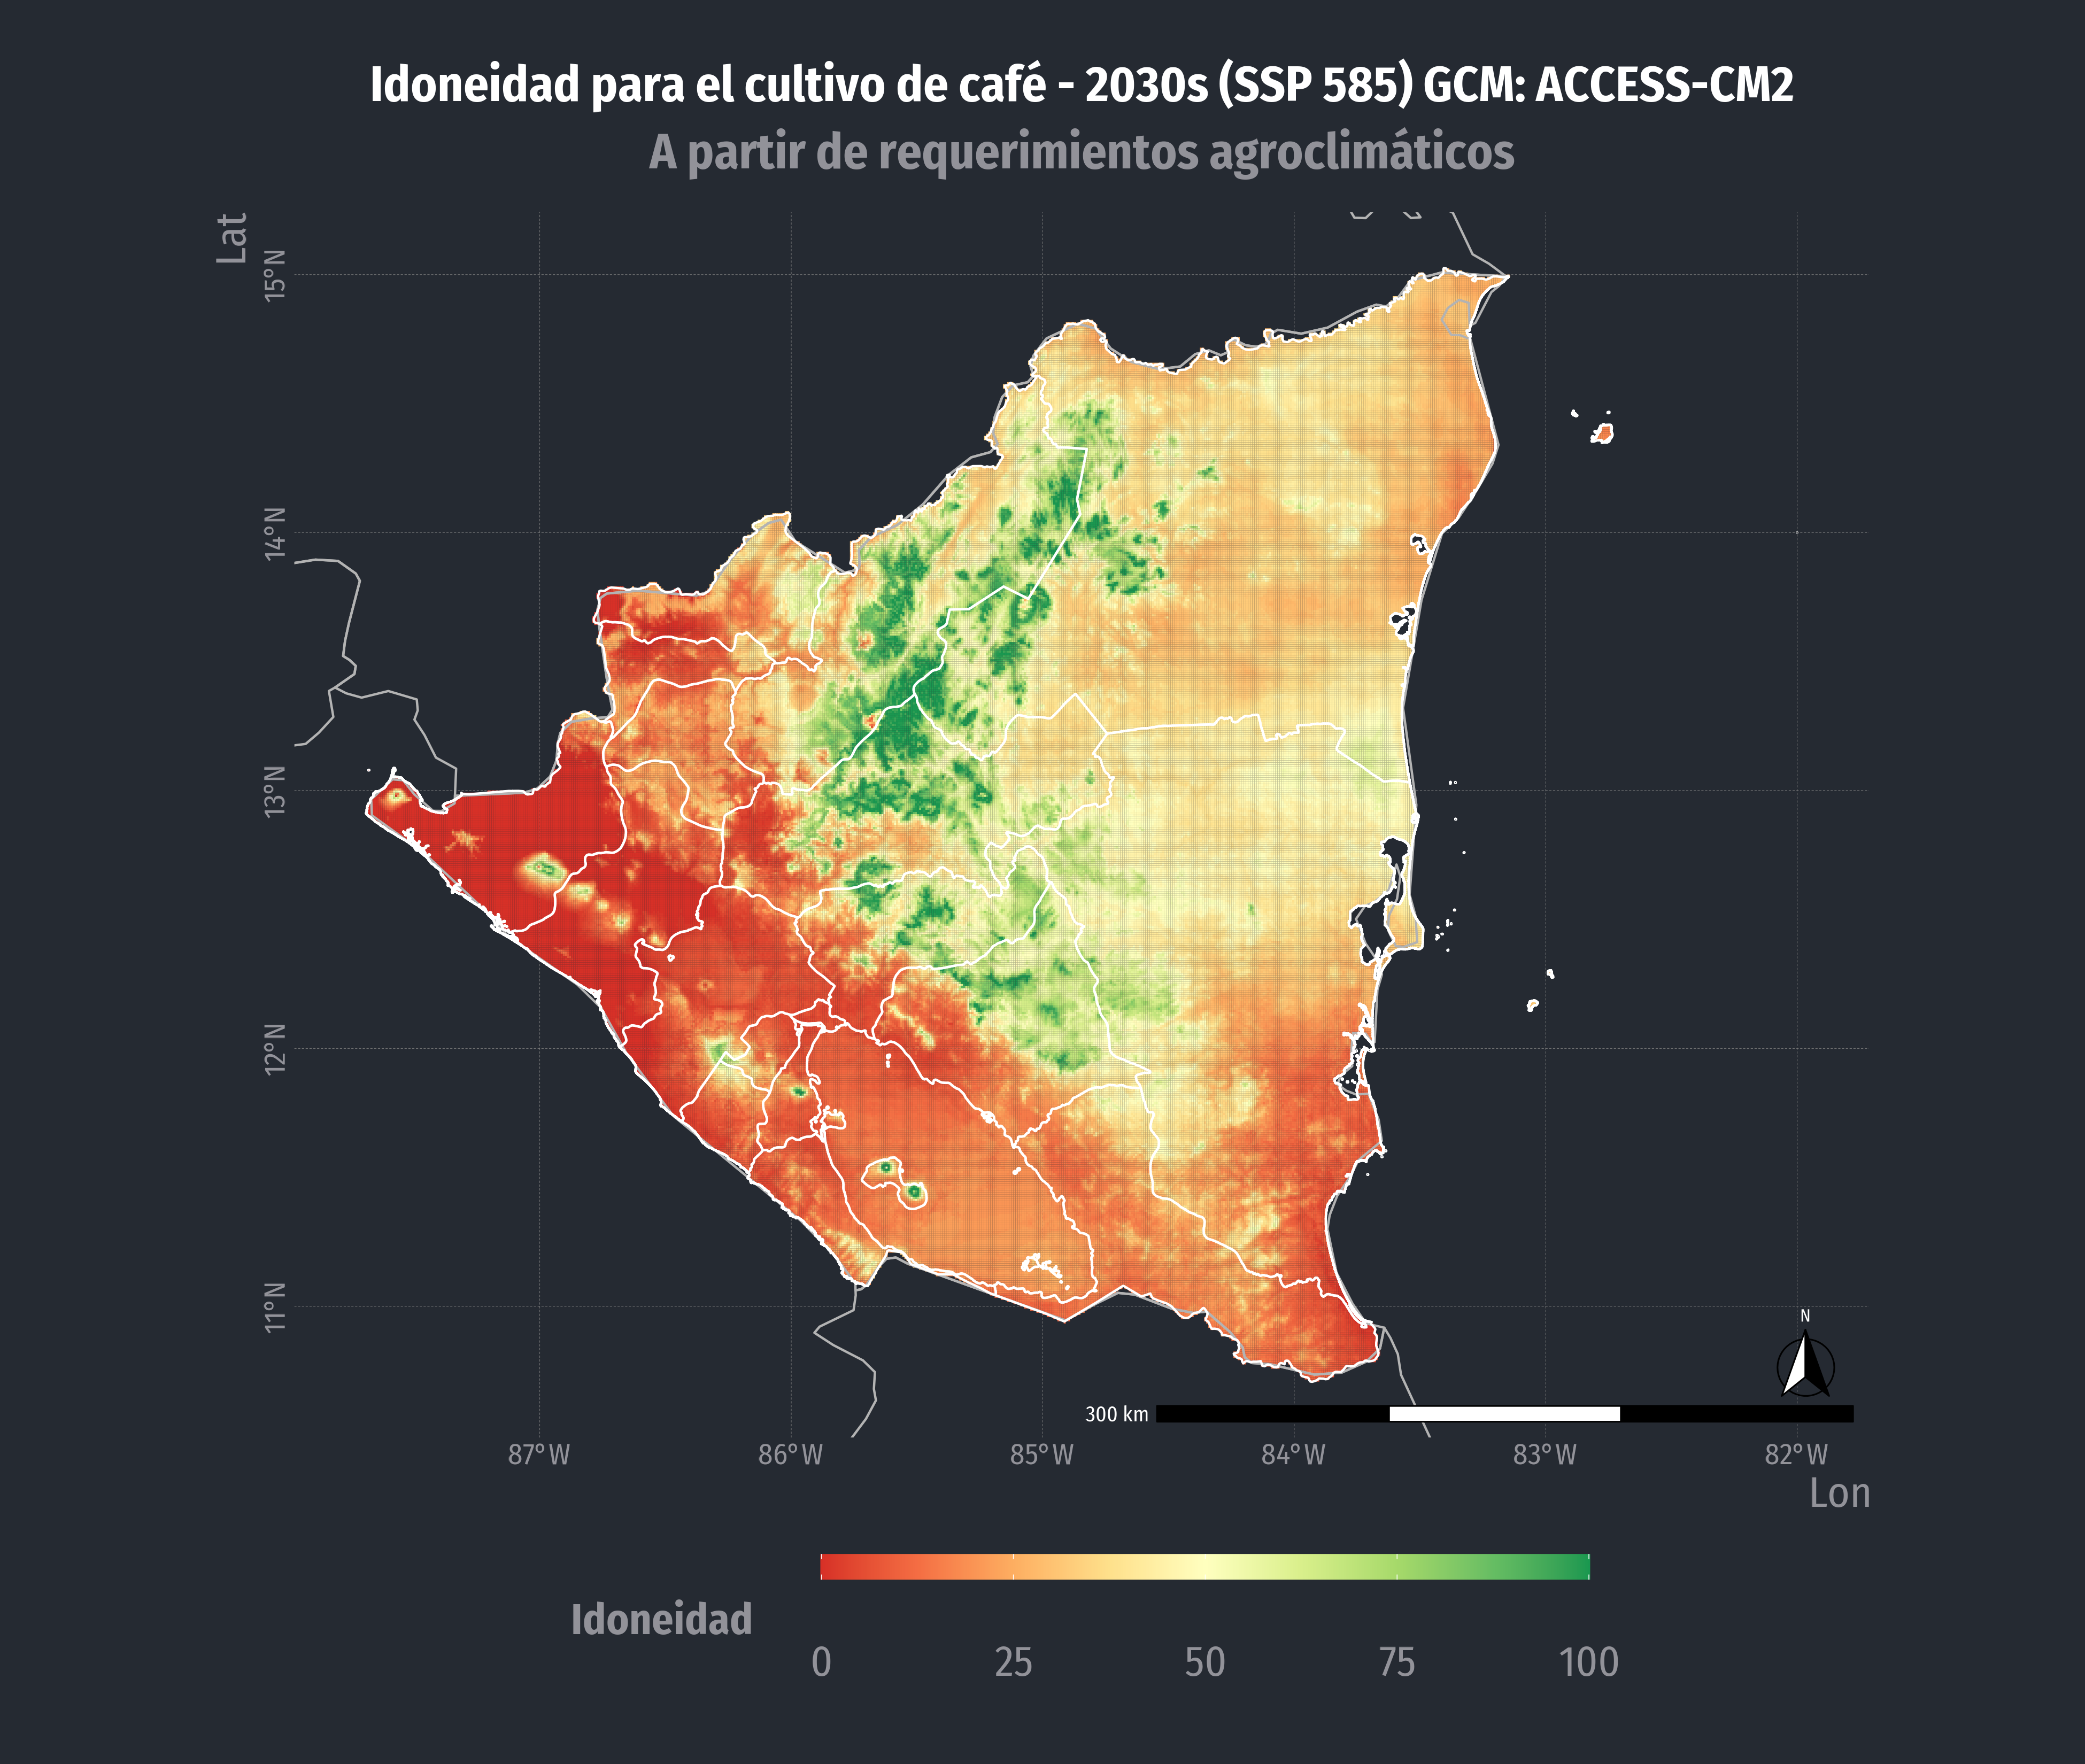 Idoneidad para el cultivo de café - 2030s (SSP 585) GCM: ACCESS-CM2
A partir de requerimientos agroclimáticos
Lat
15°N
14°N
13°N
12°N
11°N
N
300 km
87°W 86°W 85°W 84°W 83°W 82°W
Lon
Idoneidad
0 25 50 75 100